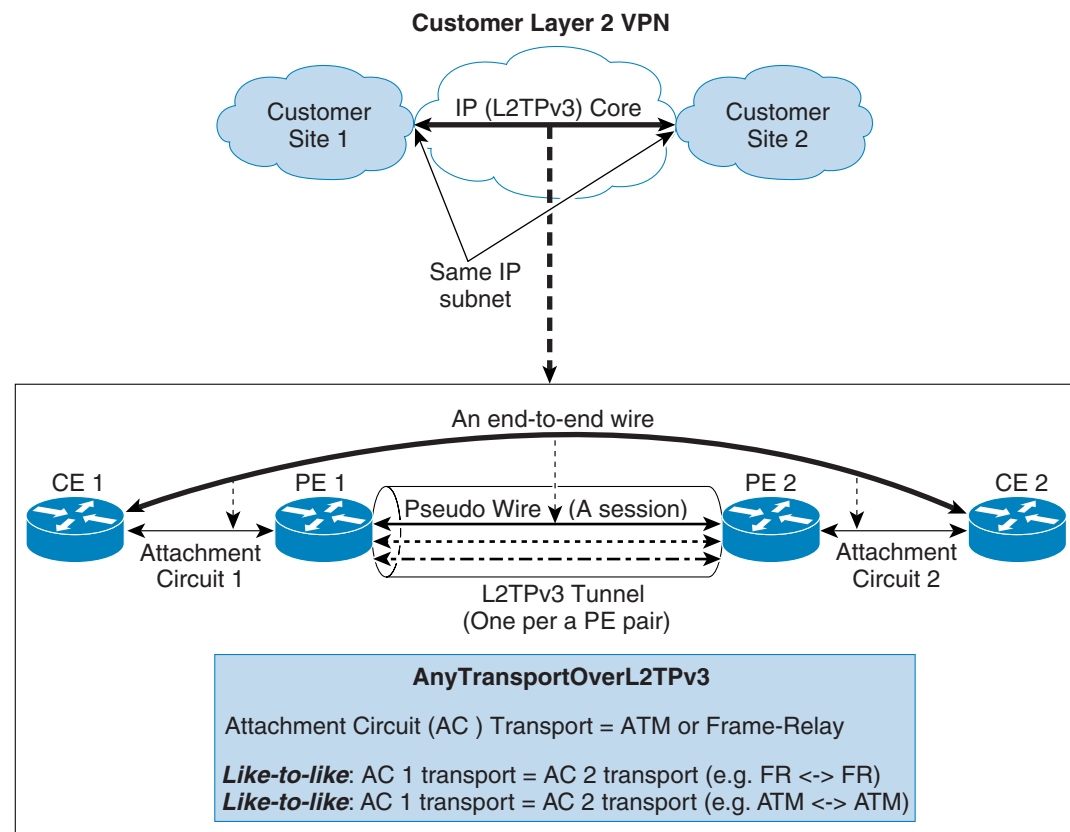 Customer Layer 2 VPN
Customer
Site 1
IP (L2TPv3) Core
Customer
Site 2
Same IP
subnet
An end-to-end wire
CE 1
PE 1
PE 2
CE 2
Pseudo Wire (A session)
Attachment
Circuit 1
Attachment
Circuit 2
L2TPv3 Tunnel
(One per a PE pair)
AnyTransportOverL2TPv3
Attachment Circuit (AC ) Transport = ATM or Frame-Relay
Like-to-like: AC 1 transport = AC 2 transport (e.g. FR <-> FR)
Like-to-like: AC 1 transport = AC 2 transport (e.g. ATM <-> ATM)